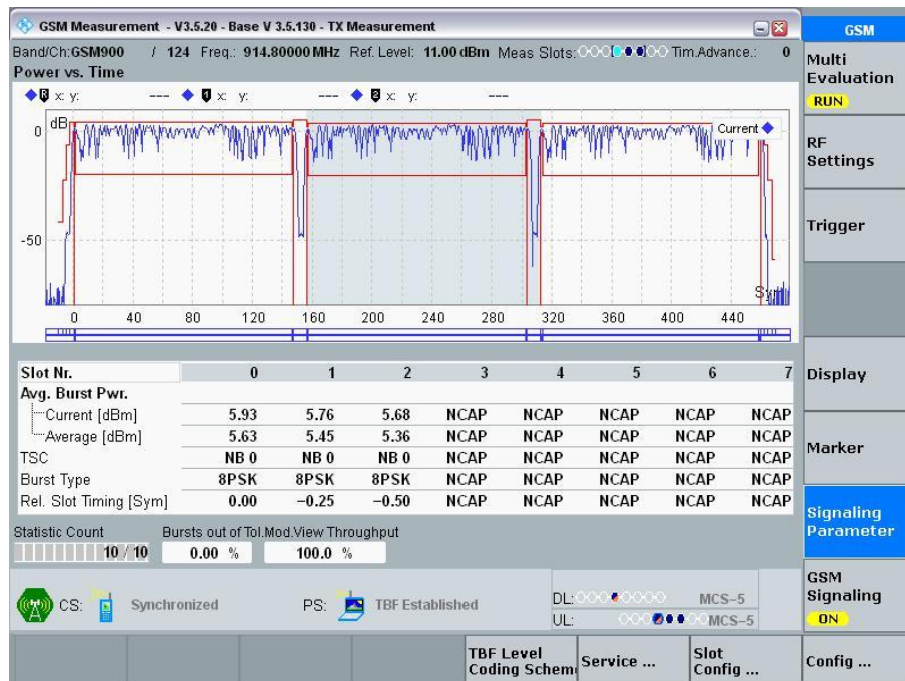 GSM Measurement - V3.5.20 - Base V 3.5.130 - TX Measurement
GSM
Band/Ch:GSM900 / 124 Freq.: 914.80000 MHz Ref. Level: 11.00 dBm Meas Slots: Tim.Advance.: 0
Power vs. Time
Multi Evaluation
RUN
R x: y: --- 1 x: y: --- 2 x: y: ---
dB
Current
0
-50
Sym
0 40 80 120 160 200 240 280 320 360 400 440
RF Settings
Trigger
Slot Nr. 0 1 2 3 4 5 6 7
Avg. Burst Pwr.
Current [dBm] 5.93 5.76 5.68 NCAP NCAP NCAP NCAP NCAP
Average [dBm] 5.63 5.45 5.36 NCAP NCAP NCAP NCAP NCAP
TSC NB 0 NB 0 NB 0 NCAP NCAP NCAP NCAP NCAP
Burst Type 8PSK 8PSK 8PSK NCAP NCAP NCAP NCAP NCAP
Rel. Slot Timing [Sym] 0.00 -0.25 -0.50 NCAP NCAP NCAP NCAP NCAP
Display
Marker
Signaling Parameter
Statistic Count Bursts out of Tol. Mod.View Throughput
10 / 10 0.00 % 100.0 %
CS: Synchronized PS: TBF Established DL: MCS-5
UL: MCS-5
GSM Signaling
ON
TBF Level
Coding Schem
Service ...
Slot
Config ...
Config ...